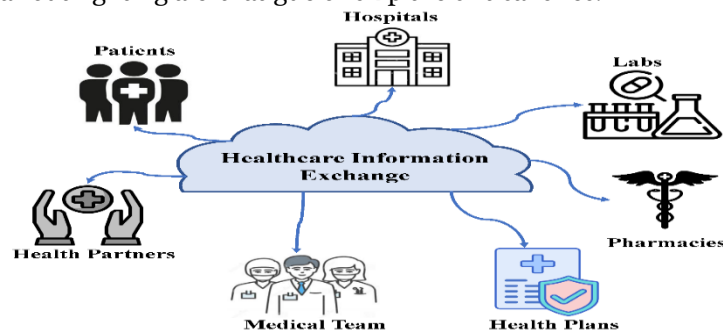 Hospitals
Patients
Labs
Healthcare Information
Exchange
Health Partners
Pharmacies
Medical Team
Health Plans